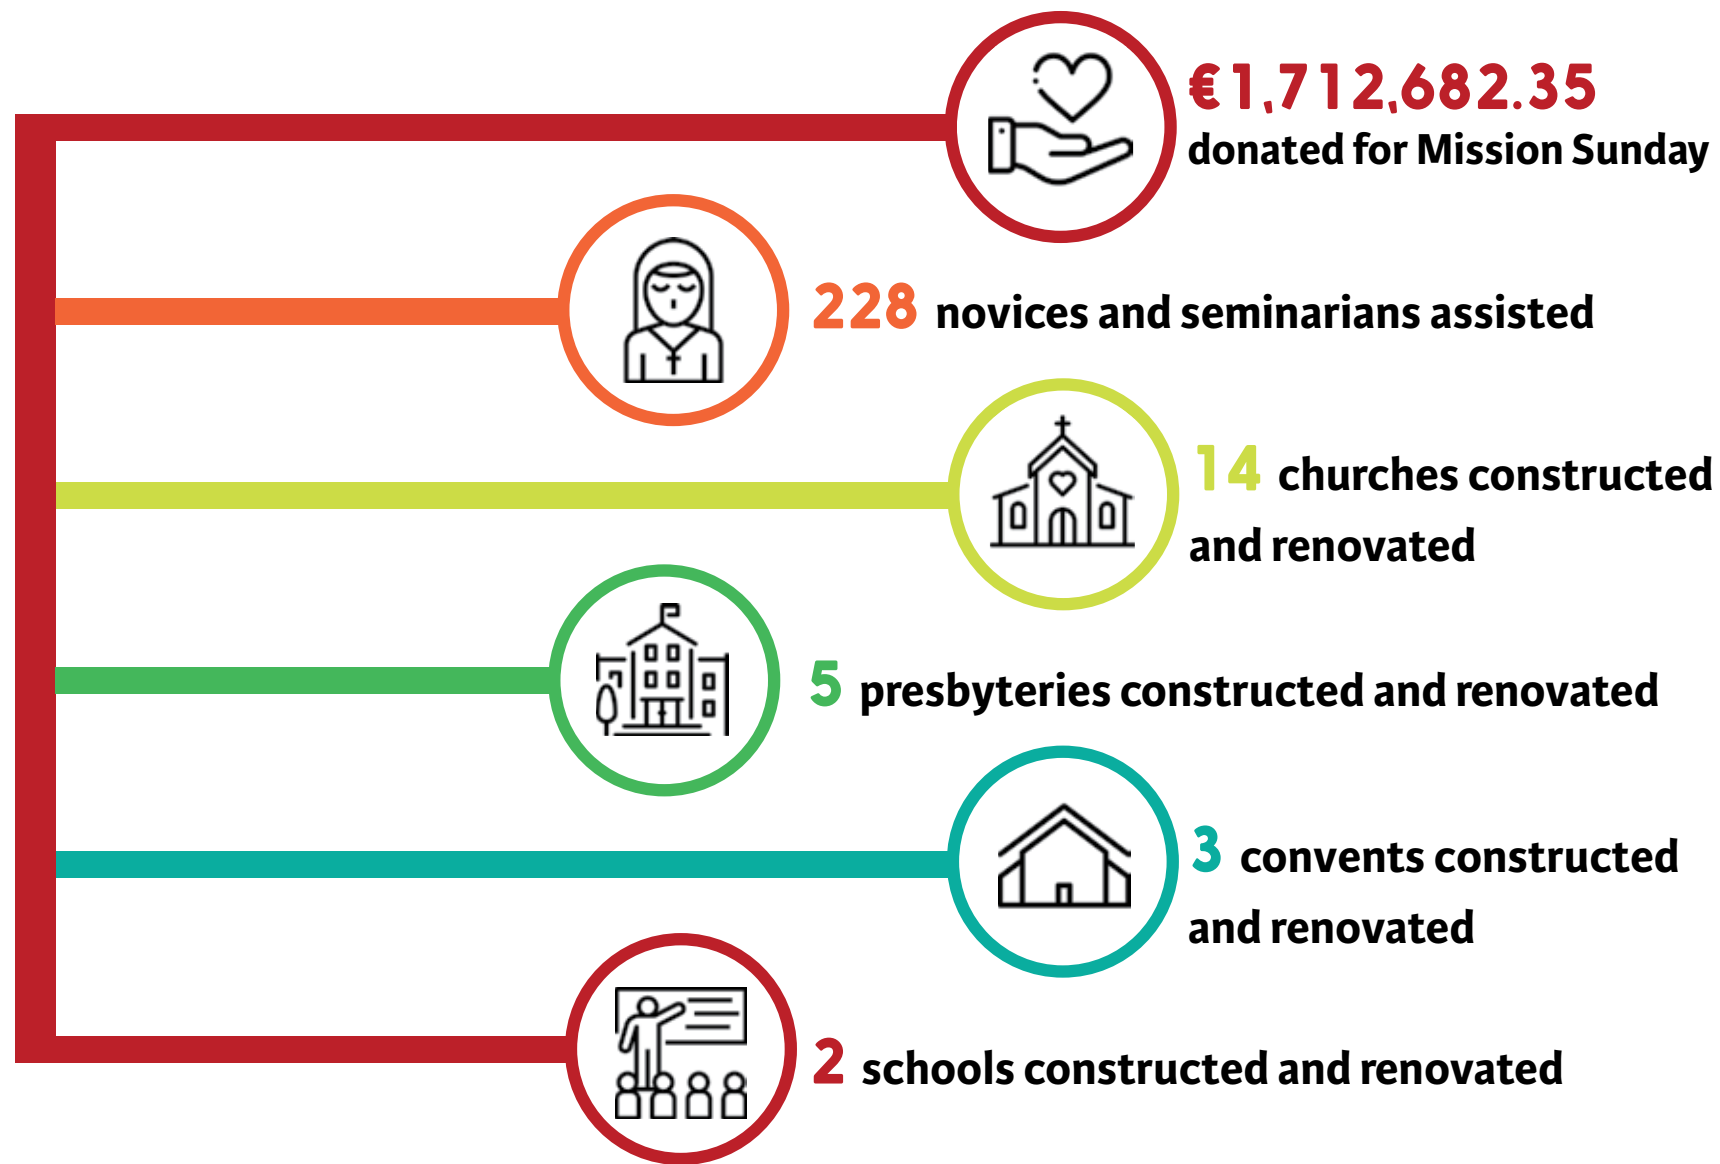 €1,712,682.35
donated for Mission Sunday
228 novices and seminarians assisted
14 churches constructed
and renovated
5 presbyteries constructed and renovated
3 convents constructed
and renovated
2 schools constructed and renovated